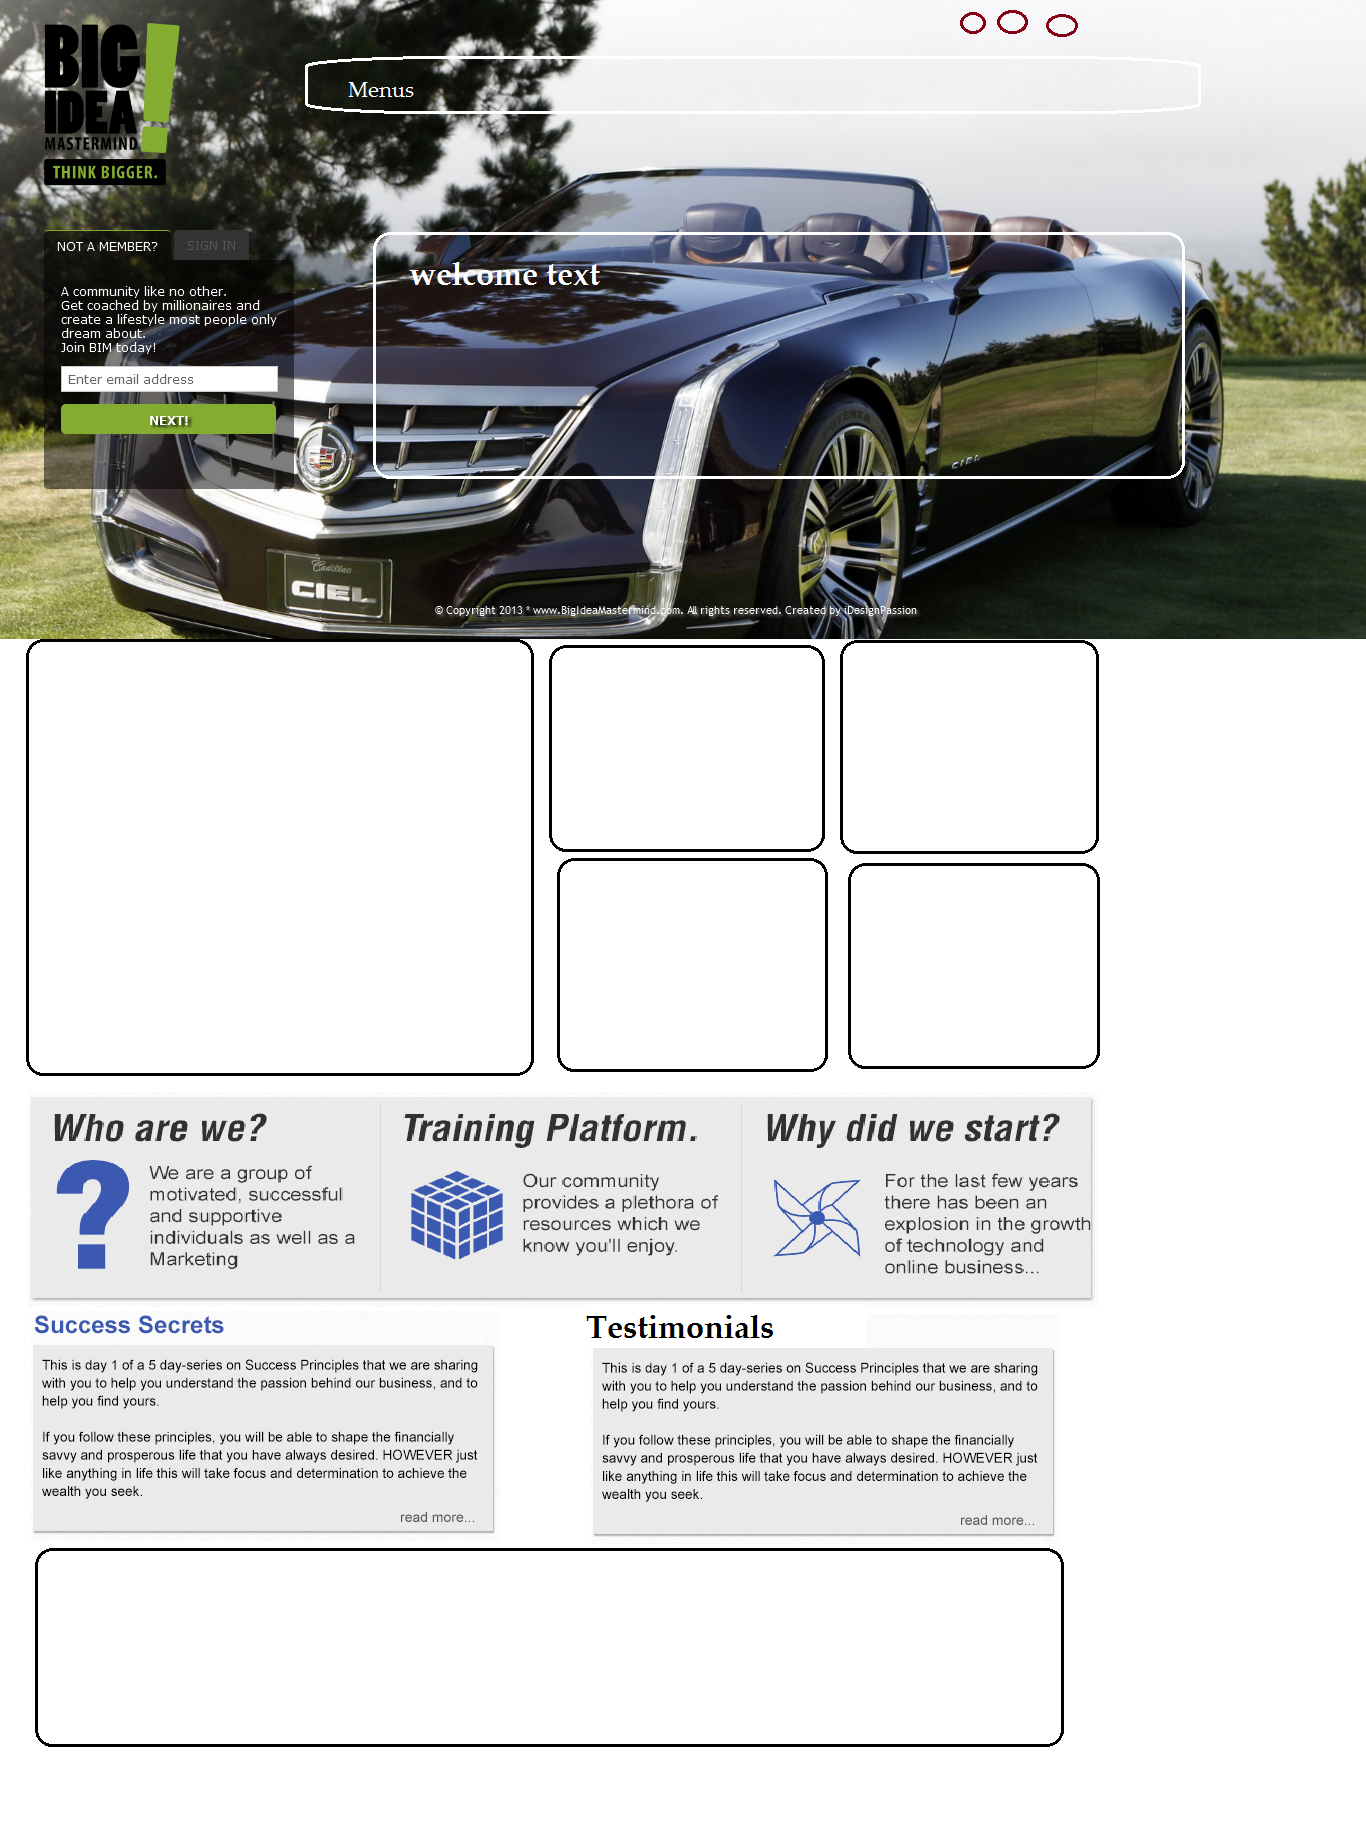 BIG
IDEA!
MASTERMIND
THINK BIGGER.
Menus
NOT A MEMBER? SIGN IN
A community like no other.
Get coached by millionaires and
create a lifestyle most people only
dream about.
Join BIM today!
Enter email address
NEXT!
welcome text
POTENZA
CIEL
Cadillac
CIEL
© Copyright 2013 * www.BigIdeaMastermind.com. All rights reserved. Created by iDesignPassion
Who are we?
We are a group of
motivated, successful
and supportive
individuals as well as a
Marketing
Training Platform.
Our community
provides a plethora of
resources which we
know you'll enjoy.
Why did we start?
For the last few years
there has been an
explosion in the growth
of technology and
online business...
Success Secrets
This is day 1 of a 5 day-series on Success Principles that we are sharing
with you to help you understand the passion behind our business, and to
help you find yours.
If you follow these principles, you will be able to shape the financially
savvy and prosperous life that you have always desired. HOWEVER just
like anything in life this will take focus and determination to achieve the
wealth you seek.
read more...
Testimonials
This is day 1 of a 5 day-series on Success Principles that we are sharing
with you to help you understand the passion behind our business, and to
help you find yours.
If you follow these principles, you will be able to shape the financially
savvy and prosperous life that you have always desired. HOWEVER just
like anything in life this will take focus and determination to achieve the
wealth you seek.
read more...